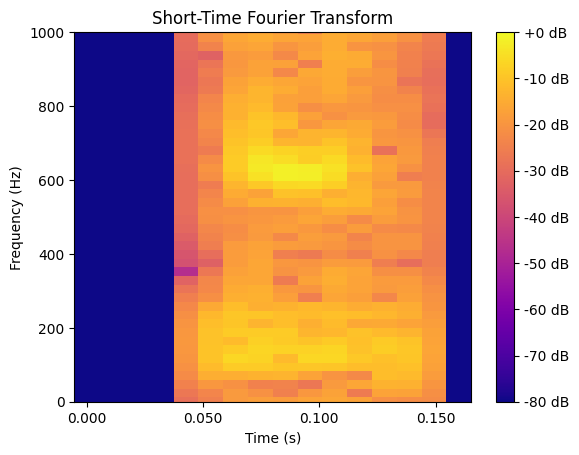 Short-Time Fourier Transform
Frequency (Hz)
1000
800
600
400
200
0
0.000
0.050
0.100
0.150
Time (s)
+0 dB
-10 dB
-20 dB
-30 dB
-40 dB
-50 dB
-60 dB
-70 dB
-80 dB